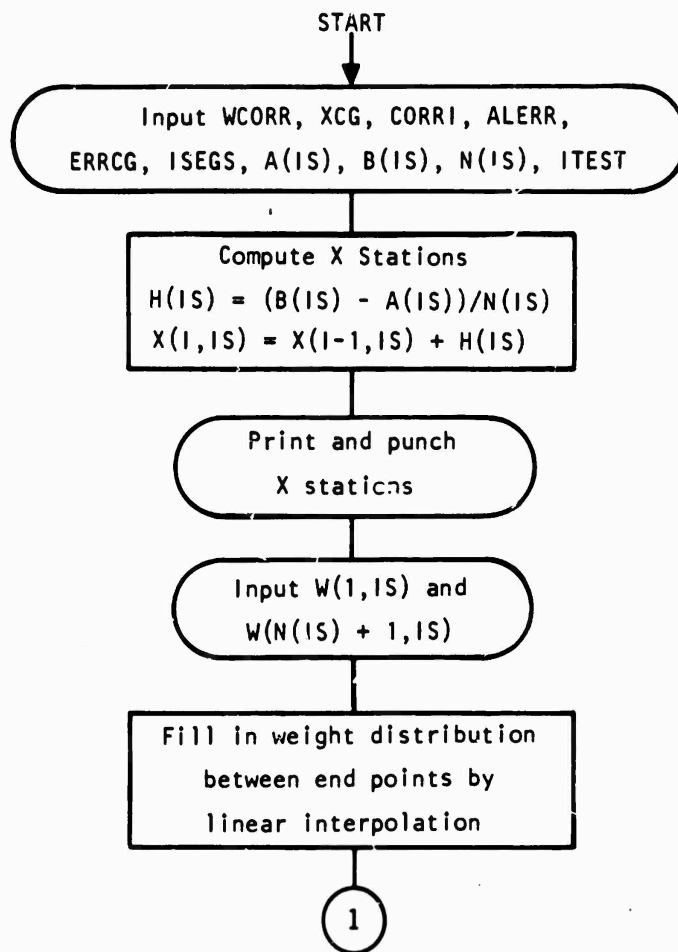 START
Input WCORR, XCG, CORRI, ALERR,
ERRCG, ISEGS, A(IS), B(IS), N(IS), ITEST
Compute X Stations
H(IS) = (B(IS) - A(IS))/N(IS)
X(I,IS) = X(I-1,IS) + H(IS)
Print and punch
X stations
Input W(1,IS) and
W(N(IS) + 1,IS)
Fill in weight distribution
between end points by
linear interpolation
1